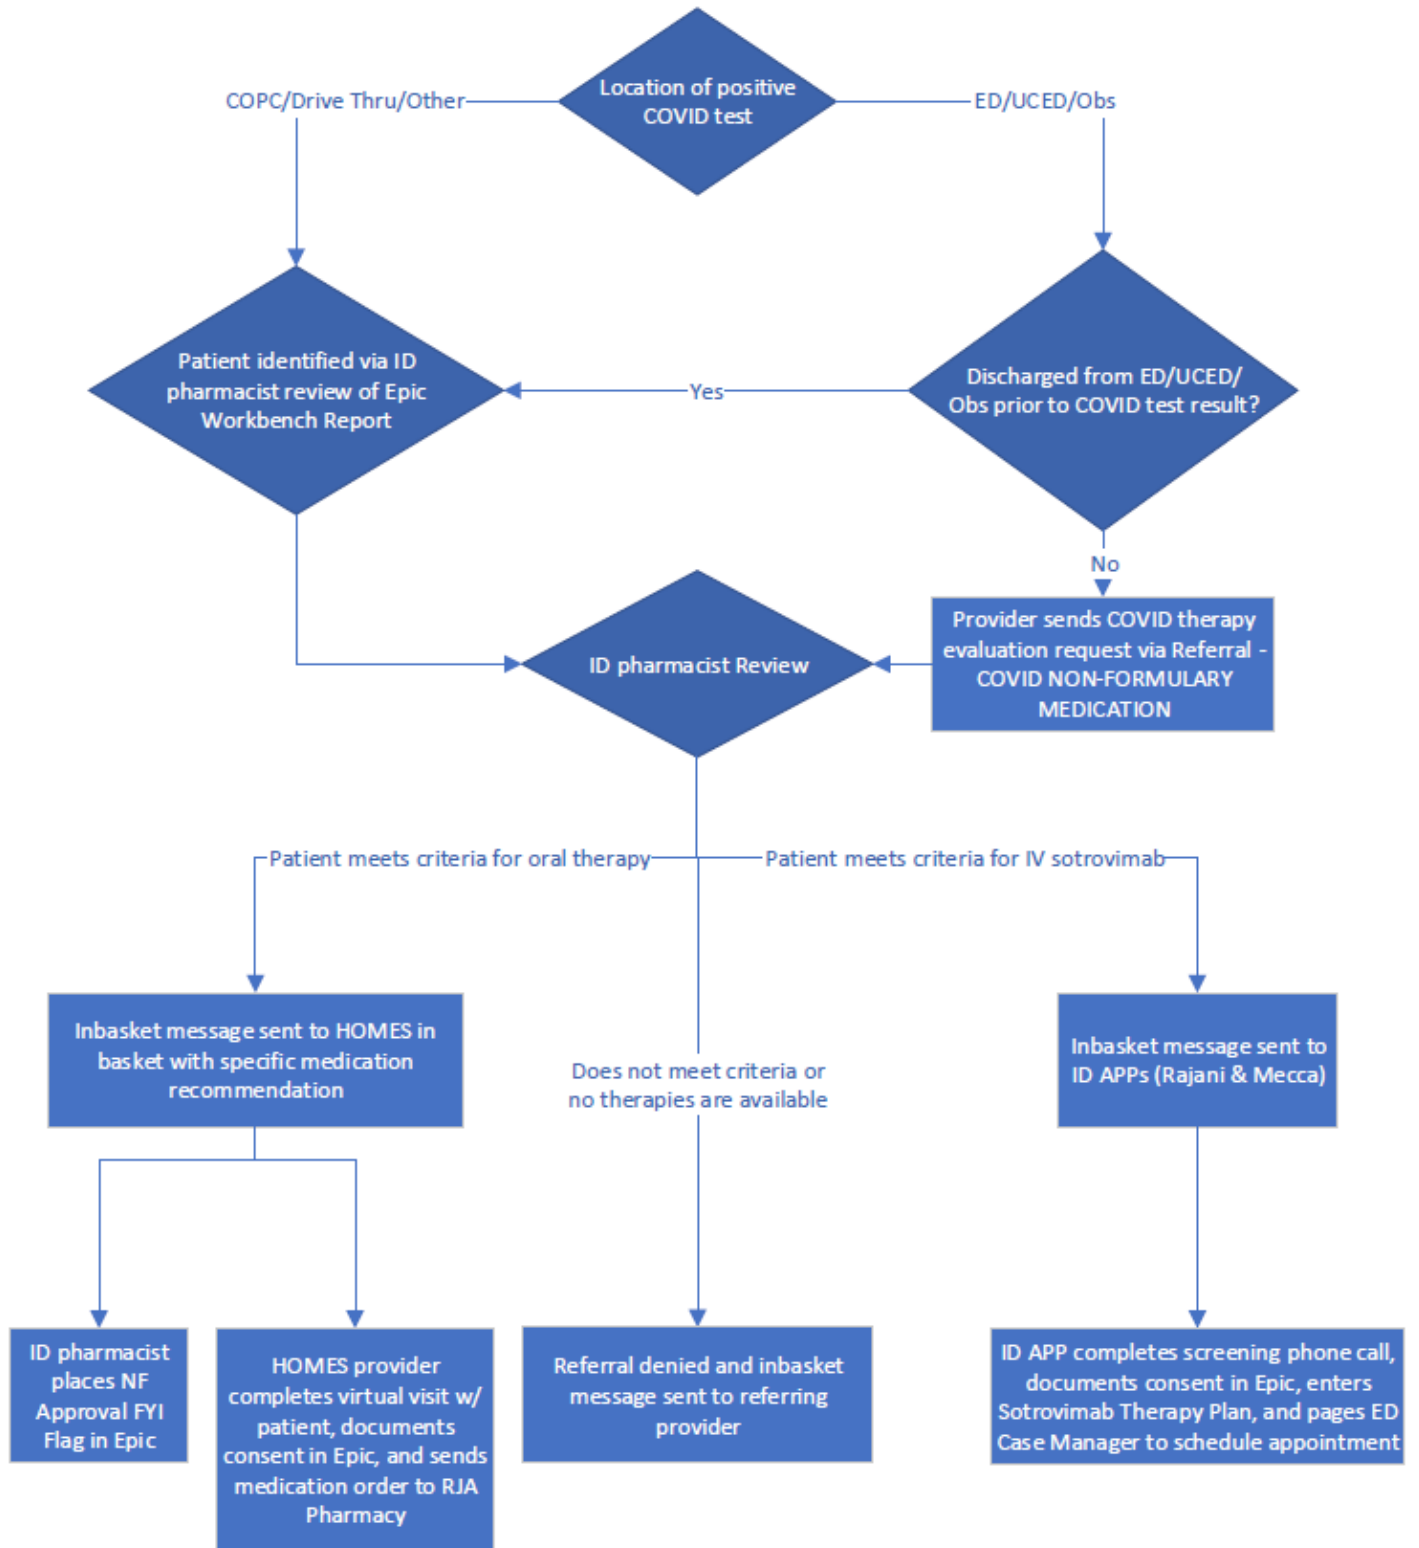 Location of positive
COVID test
COPC/Drive Thru/Other
ED/UCED/Obs
Patient identified via ID
pharmacist review of Epic
Workbench Report
Yes
Discharged from ED/UCED/
Obs prior to COVID test result?
No
Provider sends COVID therapy
evaluation request via Referral -
COVID NON-FORMULARY
MEDICATION
ID pharmacist Review
Patient meets criteria for oral therapy
Patient meets criteria for IV sotrovimab
Inbasket message sent to HOMES in
basket with specific medication
recommendation
Does not meet criteria or
no therapies are available
Inbasket message sent to
ID APPs (Rajani & Mecca)
ID pharmacist
places NF
Approval FYI
Flag in Epic
HOMES provider
completes virtual visit w/
patient, documents
consent in Epic, and sends
medication order to RJA
Pharmacy
Referral denied and inbasket
message sent to referring
provider
ID APP completes screening phone call,
documents consent in Epic, enters
Sotrovimab Therapy Plan, and pages ED
Case Manager to schedule appointment